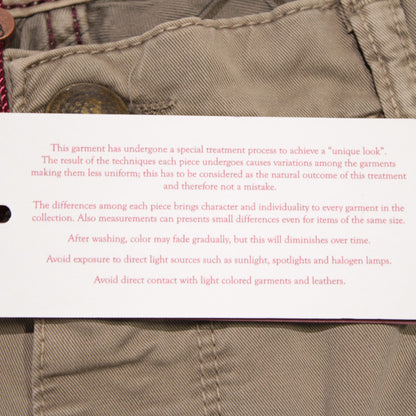 This garment has undergone a special treatment process to achieve a "unique look".
The result of the techniques each piece undergoes causes variations among the garments
making them less uniform; this has to be considered as the natural outcome of this treatment
and therefore not a mistake.
The differences among each piece brings character and individuality to every garment in the
collection. Also measurements can presents small differences even for items of the same size.
After washing, color may fade gradually, but this will diminishes over time.
Avoid exposure to direct light sources such as sunlight, spotlights and halogen lamps.
Avoid direct contact with light colored garments and leathers.